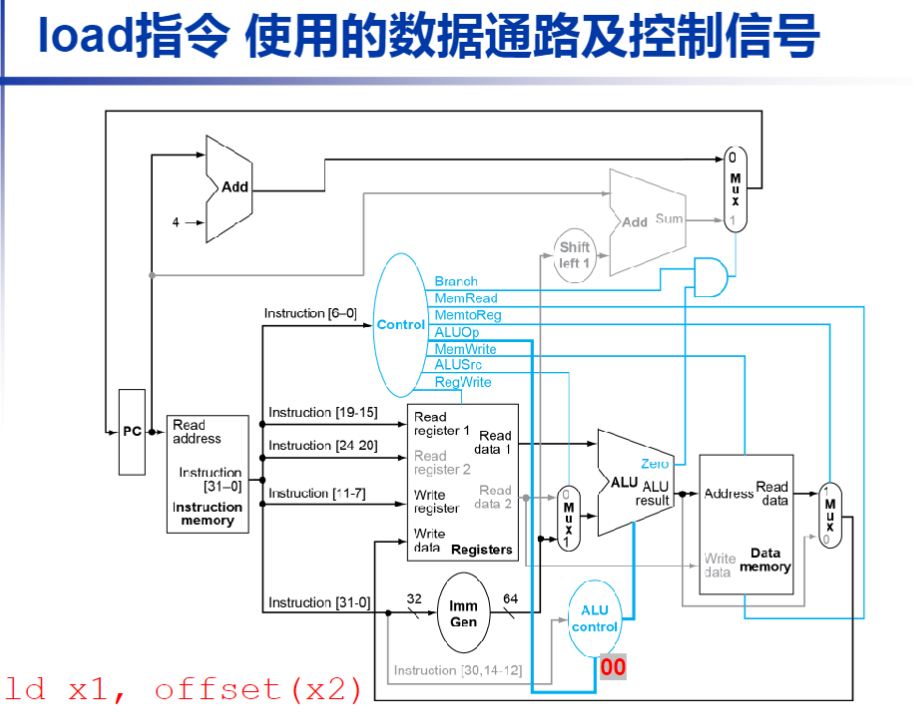 load指令 使用的数据通路及控制信号
0
M
u
x
1
Add
4
Add Sum
Shift
left 1
Branch
MemRead
MemtoReg
ALUOp
MemWrite
ALUSrc
RegWrite
Control
Instruction [6–0]
PC
Read
address
Instruction
[31–0]
Instruction
memory
Instruction [19-15]
Instruction [24 20]
Instruction [11-7]
Instruction [31-0]
Read
register 1
Read
data 1
Read
register 2
Write
register
Read
data 2
Write
data
Registers
0
M
u
x
1
Zero
ALU
ALU
result
Address
Read
data
Write
data
Data
memory
1
M
u
x
0
32
Imm
Gen
64
ALU
control
Instruction [30,14-12]
00
ld x1, offset(x2)